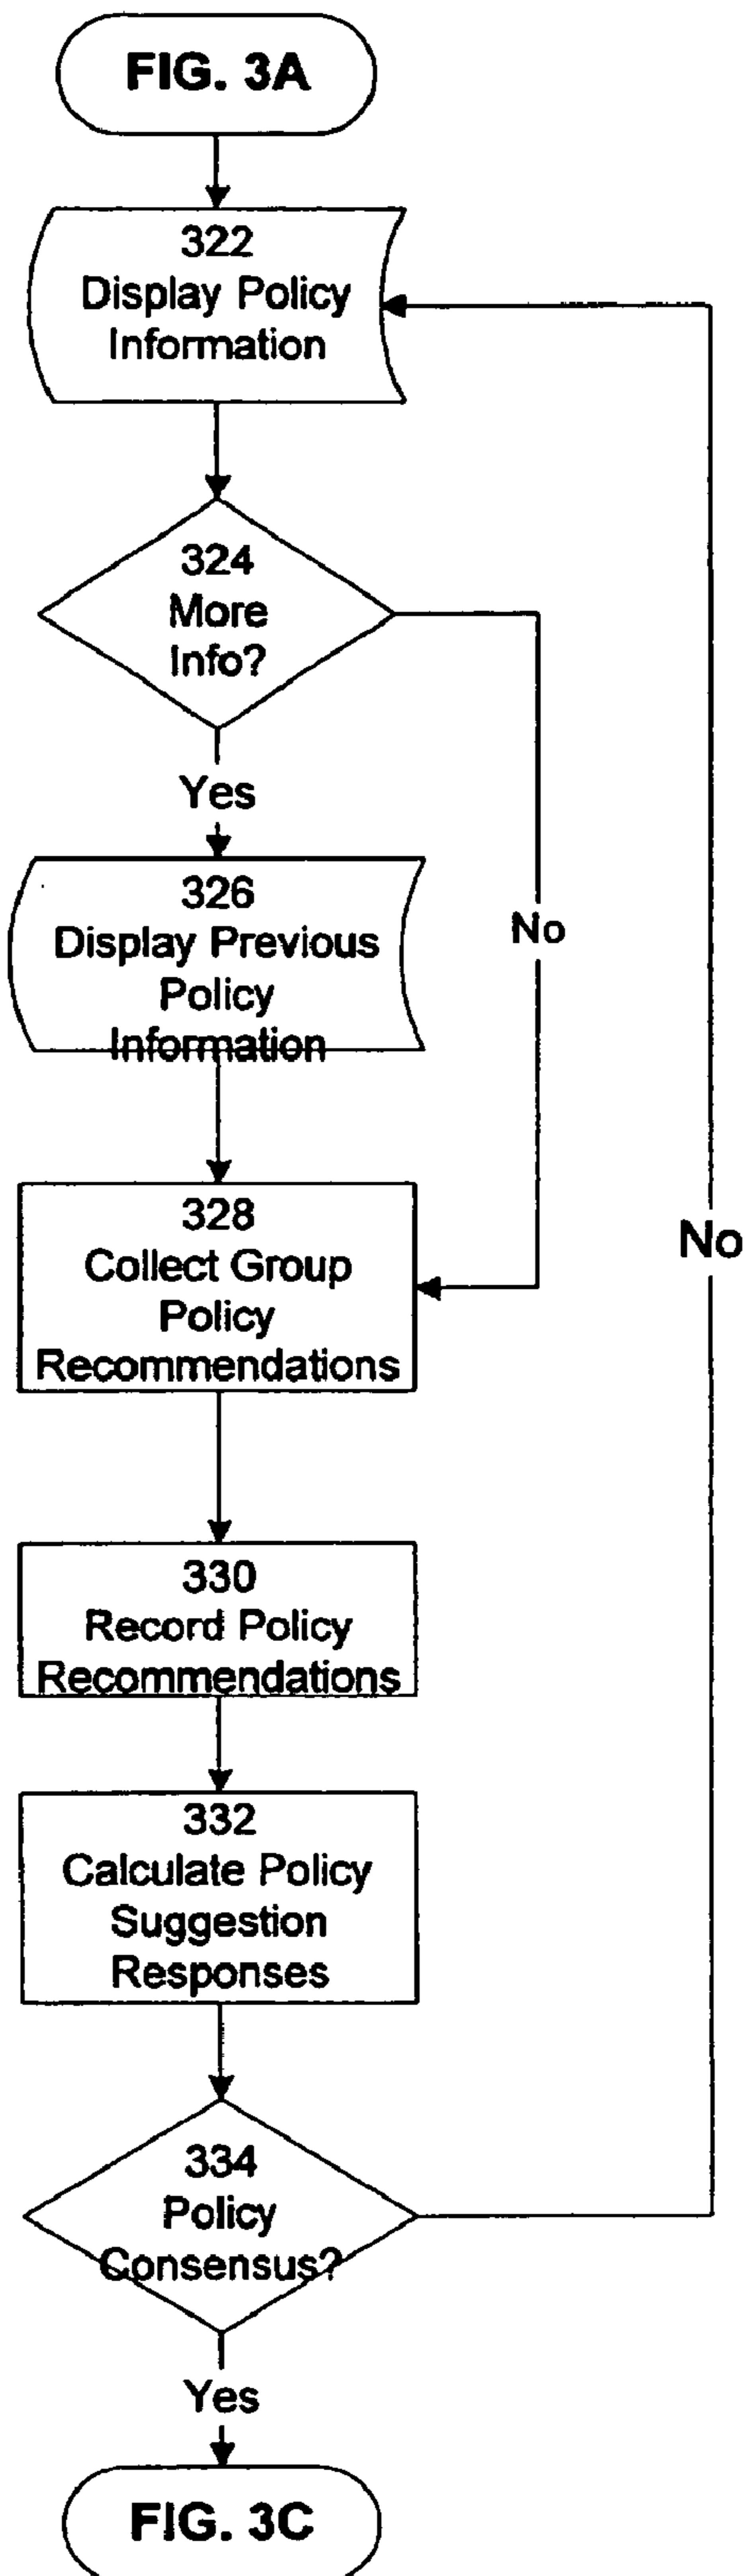 FIG. 3A
322
Display Policy
Information
324
More
Info?
Yes
326
Display Previous
Policy
Information
No
328
Collect Group
Policy
Recommendations
No
330
Record Policy
Recommendations
332
Calculate Policy
Suggestion
Responses
334
Policy
Consensus?
Yes
FIG. 3C